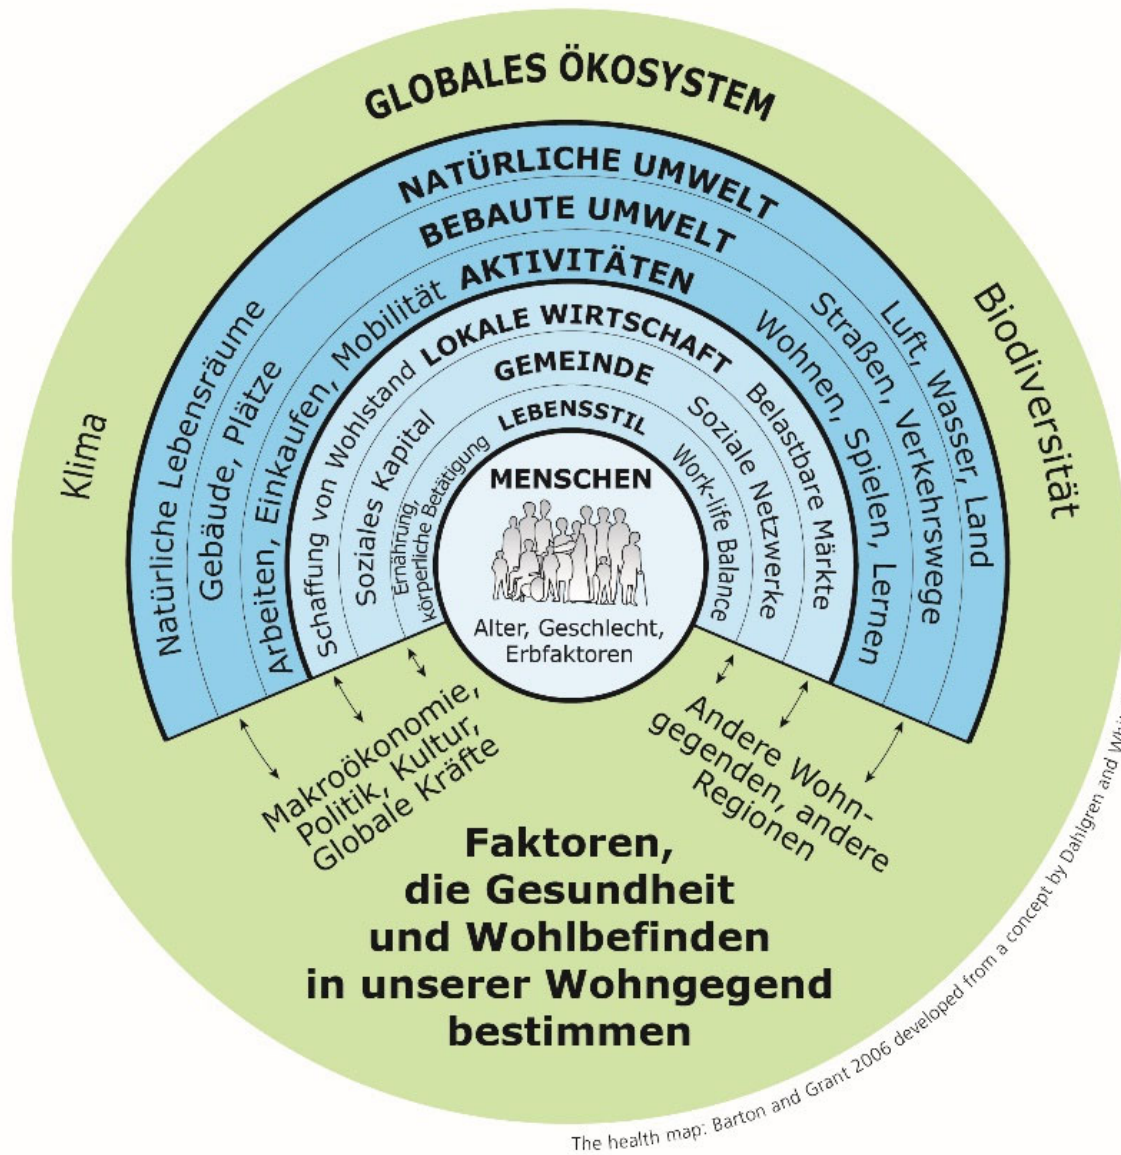 GLOBALES ÖKOSYSTEM
Klima
Biodiversität
NATÜRLICHE UMWELT
Natürliche Lebensräume
Luft, Wasser, Land
BEBAUTE UMWELT
Gebäude, Plätze
Straßen, Verkehrswege
AKTIVITÄTEN
Arbeiten, Einkaufen, Mobilität
Wohnen, Spielen, Lernen
LOKALE WIRTSCHAFT
Schaffung von Wohlstand
Belastbare Märkte
GEMEINDE
Soziales Kapital
Soziale Netzwerke
LEBENSSTIL
Ernährung,
körperliche Betätigung
Work-life Balance
MENSCHEN
Alter, Geschlecht,
Erbfaktoren
Makroökonomie,
Politik, Kultur,
Globale Kräfte
Andere Wohn-
gegenden, andere
Regionen
Faktoren,
die Gesundheit
und Wohlbefinden
in unserer Wohngegend
bestimmen
The health map: Barton and Grant 2006 developed from a concept by Dahlgren and